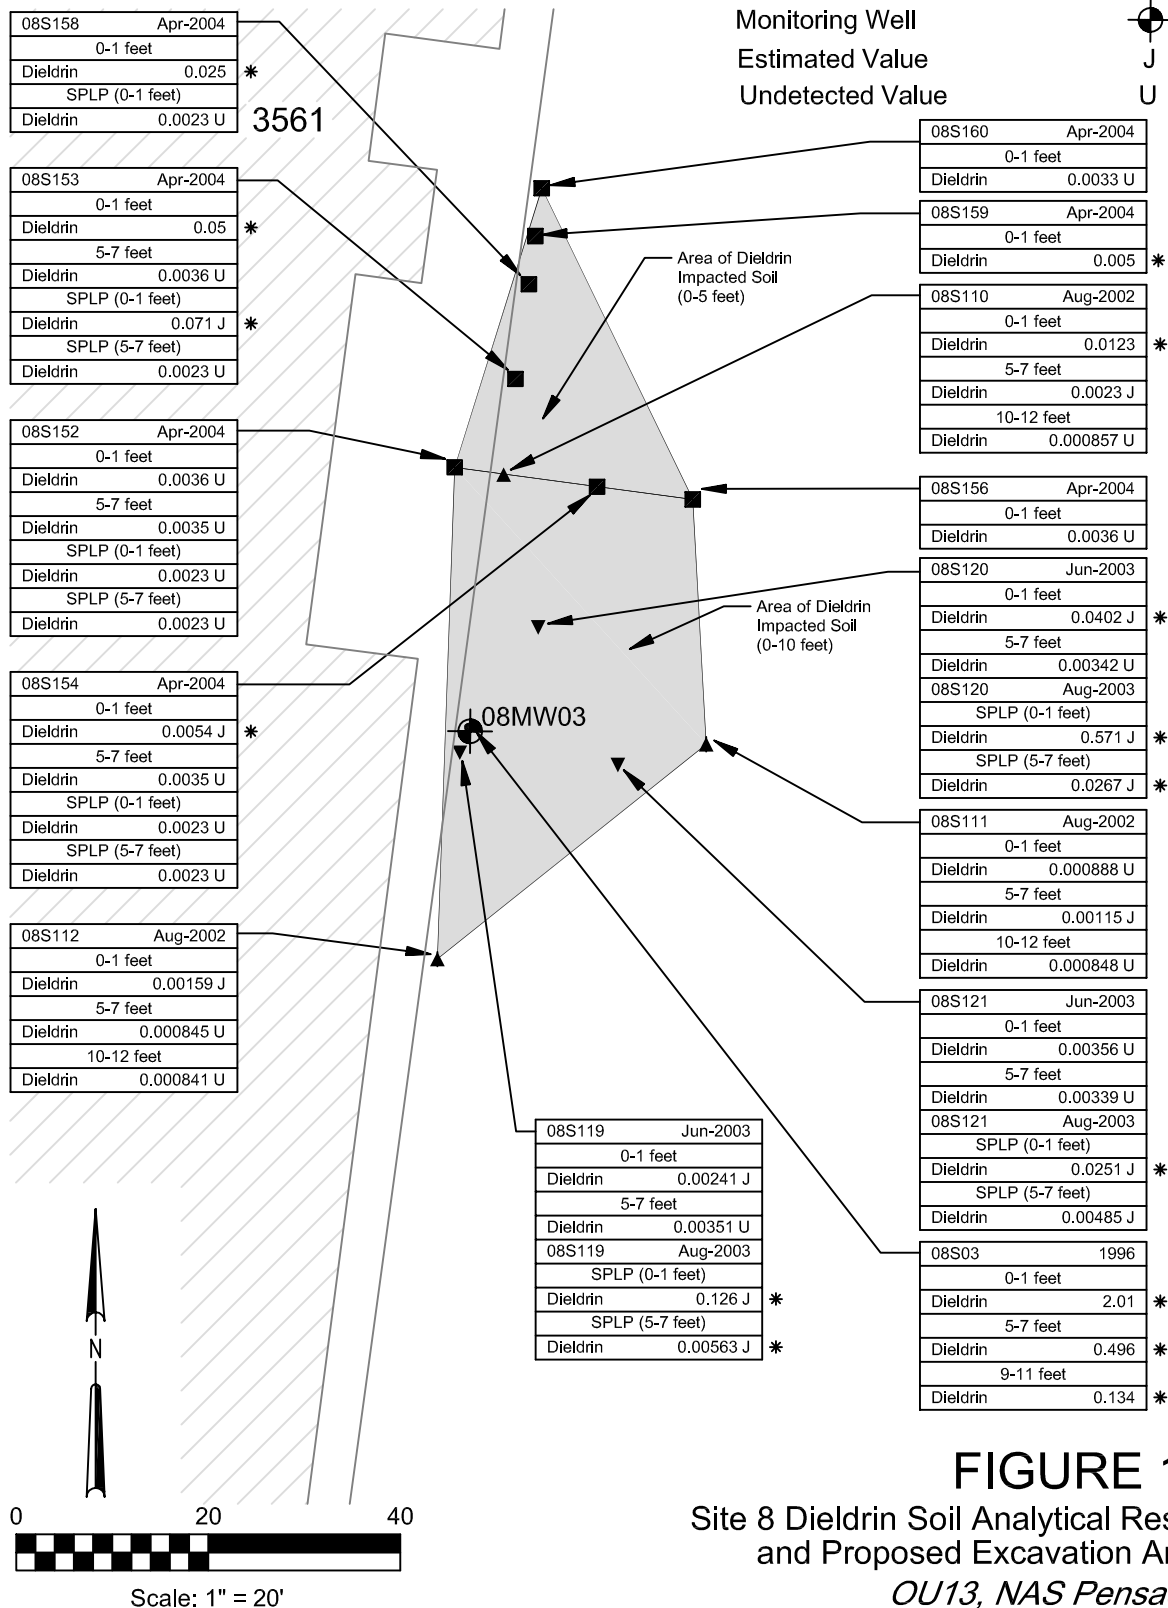 Monitoring Well
Estimated Value J
Undetected Value U
08S158 Apr-2004
0-1 feet
Dieldrin 0.025 *
SPLP (0-1 feet)
Dieldrin 0.0023 U
3561
08S153 Apr-2004
0-1 feet
Dieldrin 0.05 *
5-7 feet
Dieldrin 0.0036 U
SPLP (0-1 feet)
Dieldrin 0.071 J *
SPLP (5-7 feet)
Dieldrin 0.0023 U
08S152 Apr-2004
0-1 feet
Dieldrin 0.0036 U
5-7 feet
Dieldrin 0.0035 U
SPLP (0-1 feet)
Dieldrin 0.0023 U
SPLP (5-7 feet)
Dieldrin 0.0023 U
08S154 Apr-2004
0-1 feet
Dieldrin 0.0054 J *
5-7 feet
Dieldrin 0.0035 U
SPLP (0-1 feet)
Dieldrin 0.0023 U
SPLP (5-7 feet)
Dieldrin 0.0023 U
08S112 Aug-2002
0-1 feet
Dieldrin 0.00159 J
5-7 feet
Dieldrin 0.000845 U
10-12 feet
Dieldrin 0.000841 U
Area of Dieldrin
Impacted Soil
(0-5 feet)
Area of Dieldrin
Impacted Soil
(0-10 feet)
08MW03
08S119 Jun-2003
0-1 feet
Dieldrin 0.00241 J
5-7 feet
Dieldrin 0.00351 U
08S119 Aug-2003
SPLP (0-1 feet)
Dieldrin 0.126 J *
SPLP (5-7 feet)
Dieldrin 0.00563 J *
08S160 Apr-2004
0-1 feet
Dieldrin 0.0033 U
08S159 Apr-2004
0-1 feet
Dieldrin 0.005 *
08S110 Aug-2002
0-1 feet
Dieldrin 0.0123 *
5-7 feet
Dieldrin 0.0023 J
10-12 feet
Dieldrin 0.000857 U
08S156 Apr-2004
0-1 feet
Dieldrin 0.0036 U
08S120 Jun-2003
0-1 feet
Dieldrin 0.0402 *
5-7 feet
Dieldrin 0.00342 U
08S120 Aug-2003
SPLP (0-1 feet)
Dieldrin 0.571 J *
SPLP (5-7 feet)
Dieldrin 0.0267 J *
08S111 Aug-2002
0-1 feet
Dieldrin 0.000888 U
5-7 feet
Dieldrin 0.00115 J
10-12 feet
Dieldrin 0.000848 U
08S121 Jun-2003
0-1 feet
Dieldrin 0.00356 U
5-7 feet
Dieldrin 0.00339 U
08S121 Aug-2003
SPLP (0-1 feet)
Dieldrin 0.0251 J *
SPLP (5-7 feet)
Dieldrin 0.00485 J
08S03 1996
0-1 feet
Dieldrin 2.01 *
5-7 feet
Dieldrin 0.496 *
9-11 feet
Dieldrin 0.134 *
N
0 20 40
Scale: 1" = 20'
FIGURE
Site 8 Dieldrin Soil Analytical
and Proposed Excavation
OU13, NAS